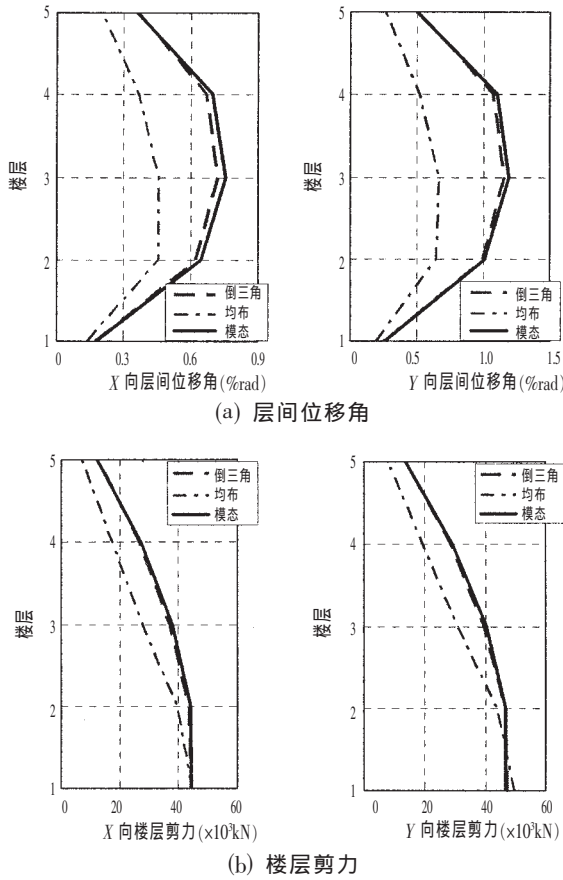 5
4
3
2
1
楼层
倒三角
均布
模态
0 0.3 0.6 0.9
X 向层间位移角(%rad)
5
4
3
2
1
楼层
倒三角
均布
模态
0 0.5 1.0 1.5
Y 向层间位移角(%rad)
(a) 层间位移角
5
4
3
2
1
楼层
倒三角
均布
模态
0 20 40 60
X 向楼层剪力(×10³kN)
5
4
3
2
1
楼层
倒三角
均布
模态
0 20 40 60
Y 向楼层剪力(×10³kN)
(b) 楼层剪力